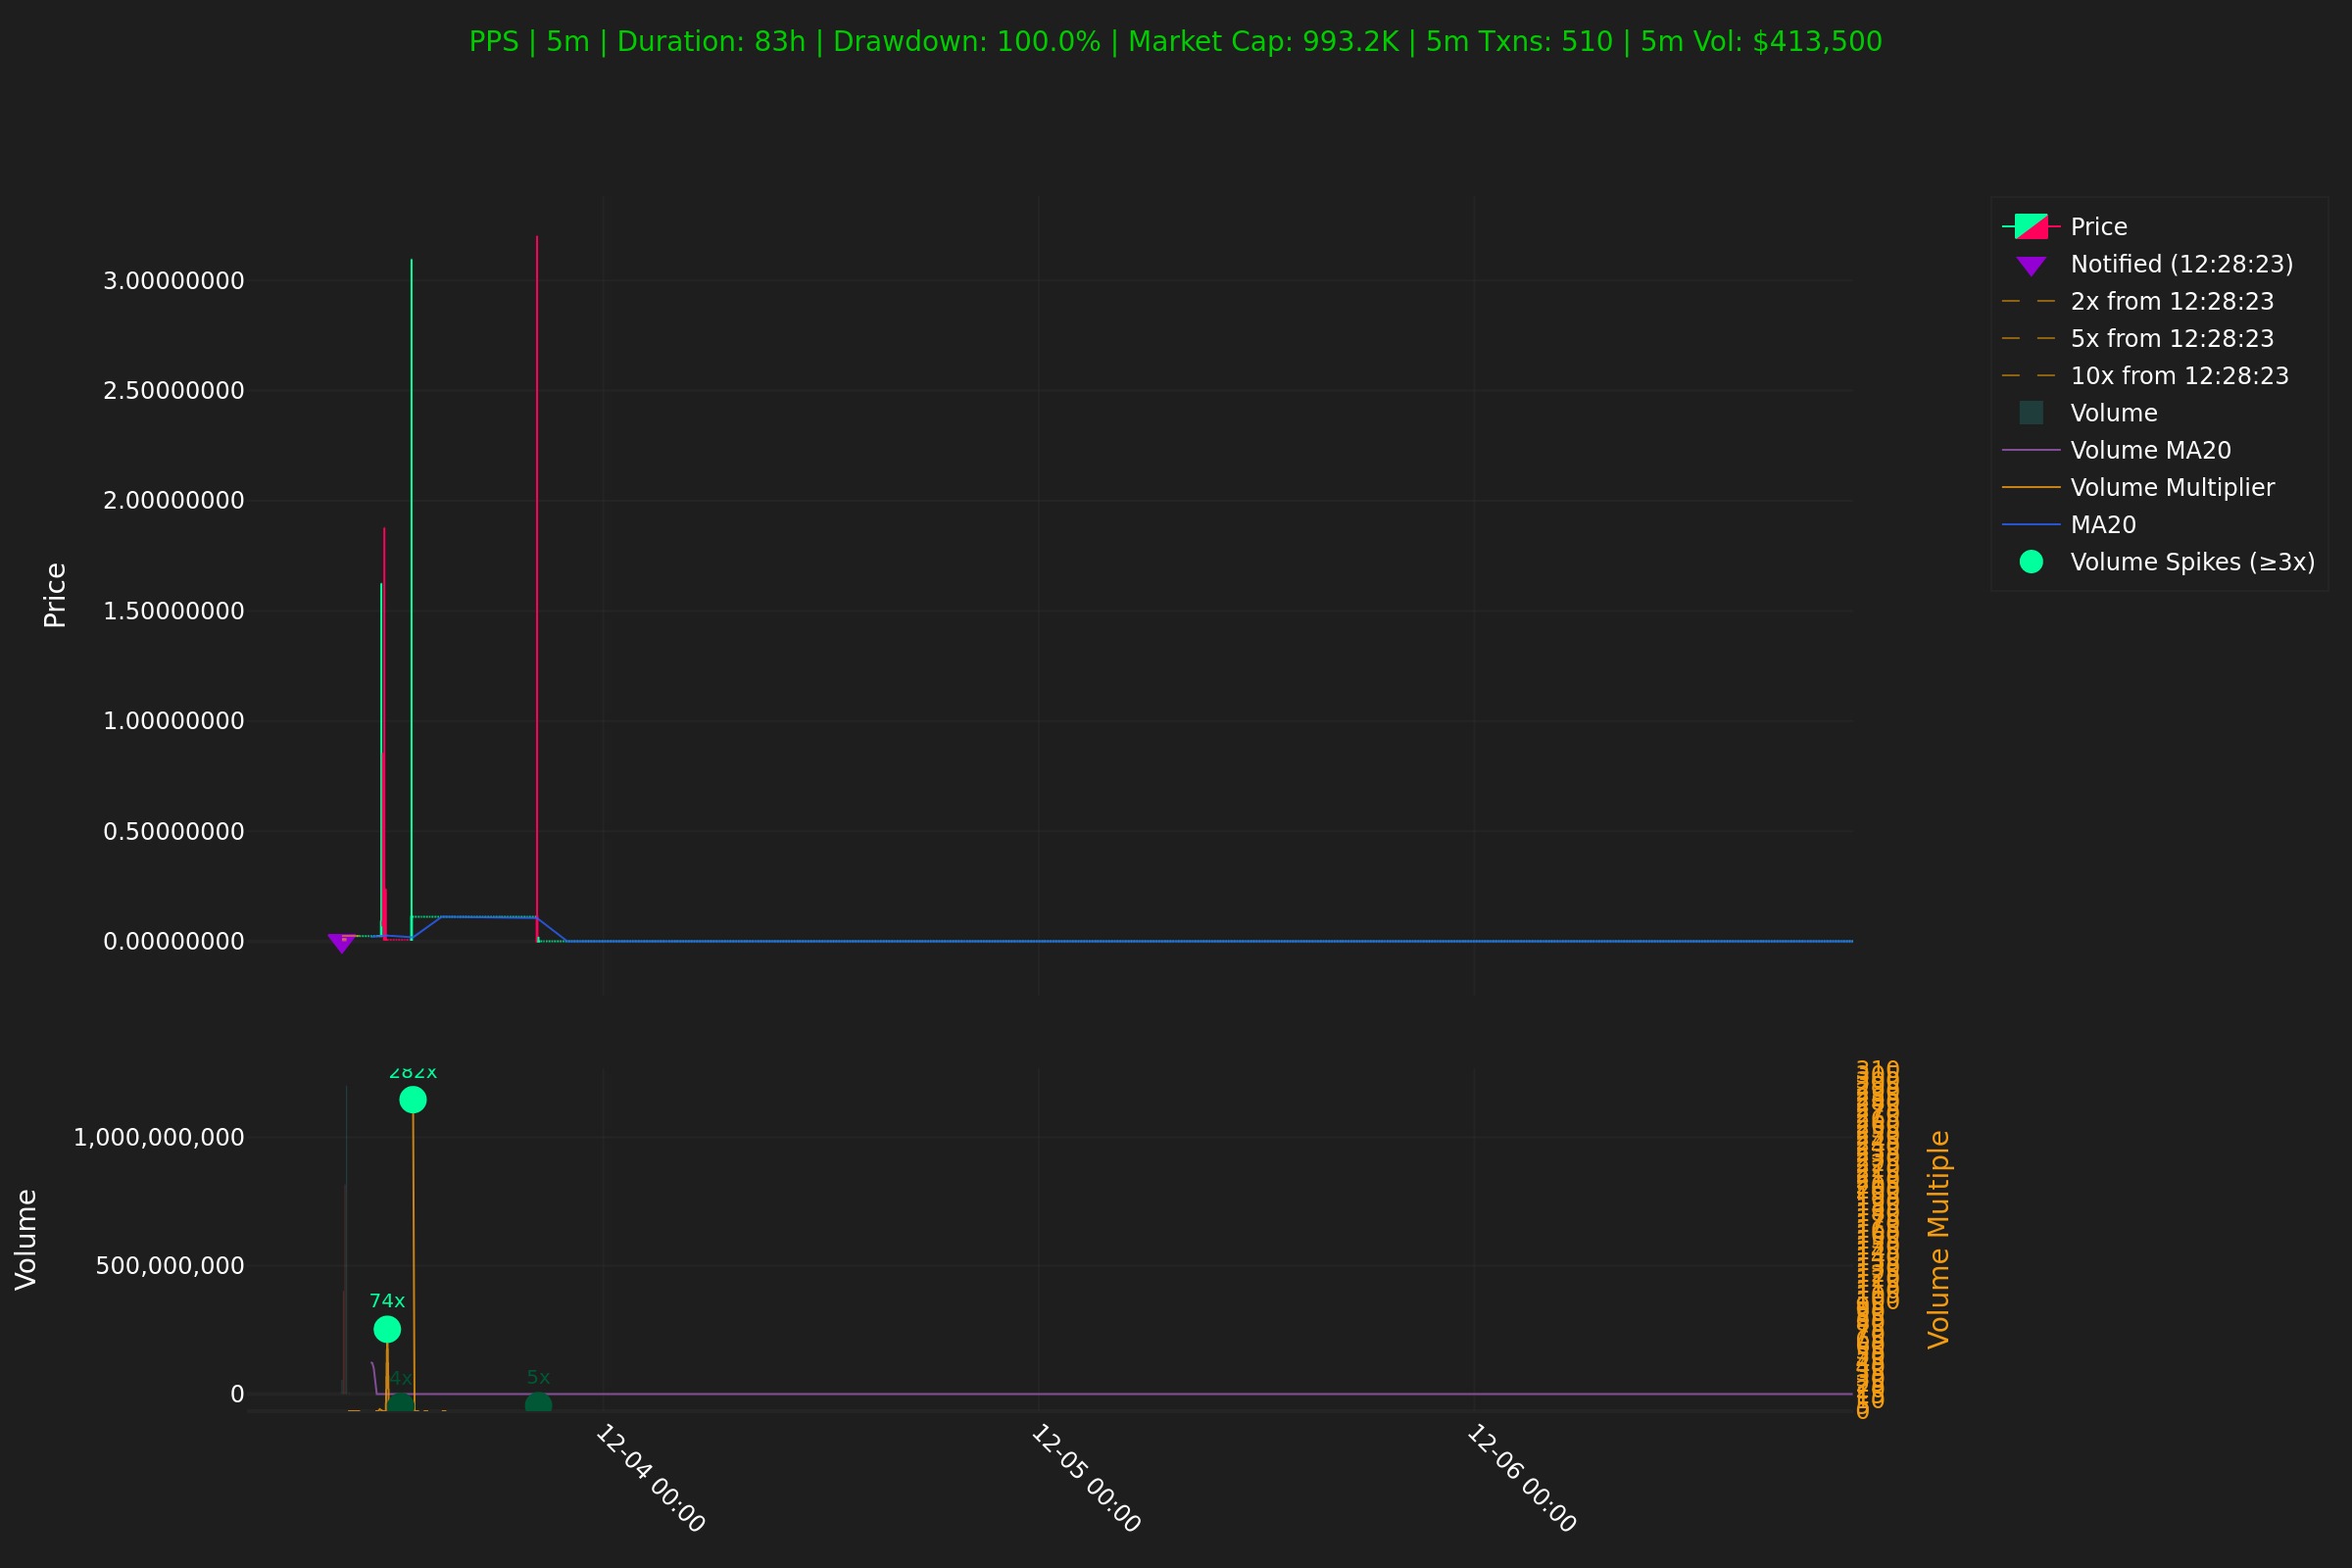 PPS | 5m | Duration: 83h | Drawdown: 100.0% | Market Cap: 993.2K | 5m Txns: 510 | 5m Vol: $413,500
Price
3.00000000
2.50000000
2.00000000
1.50000000
1.00000000
0.50000000
0.00000000
Price
Notified (12:28:23)
2x from 12:28:23
5x from 12:28:23
10x from 12:28:23
Volume
Volume MA20
Volume Multiplier
MA20
Volume Spikes (≥3x)
Volume
1,000,000,000
500,000,000
0
282x
74x
4x
5x
Volume Multiple
12-04 00:00
12-05 00:00
12-06 00:00